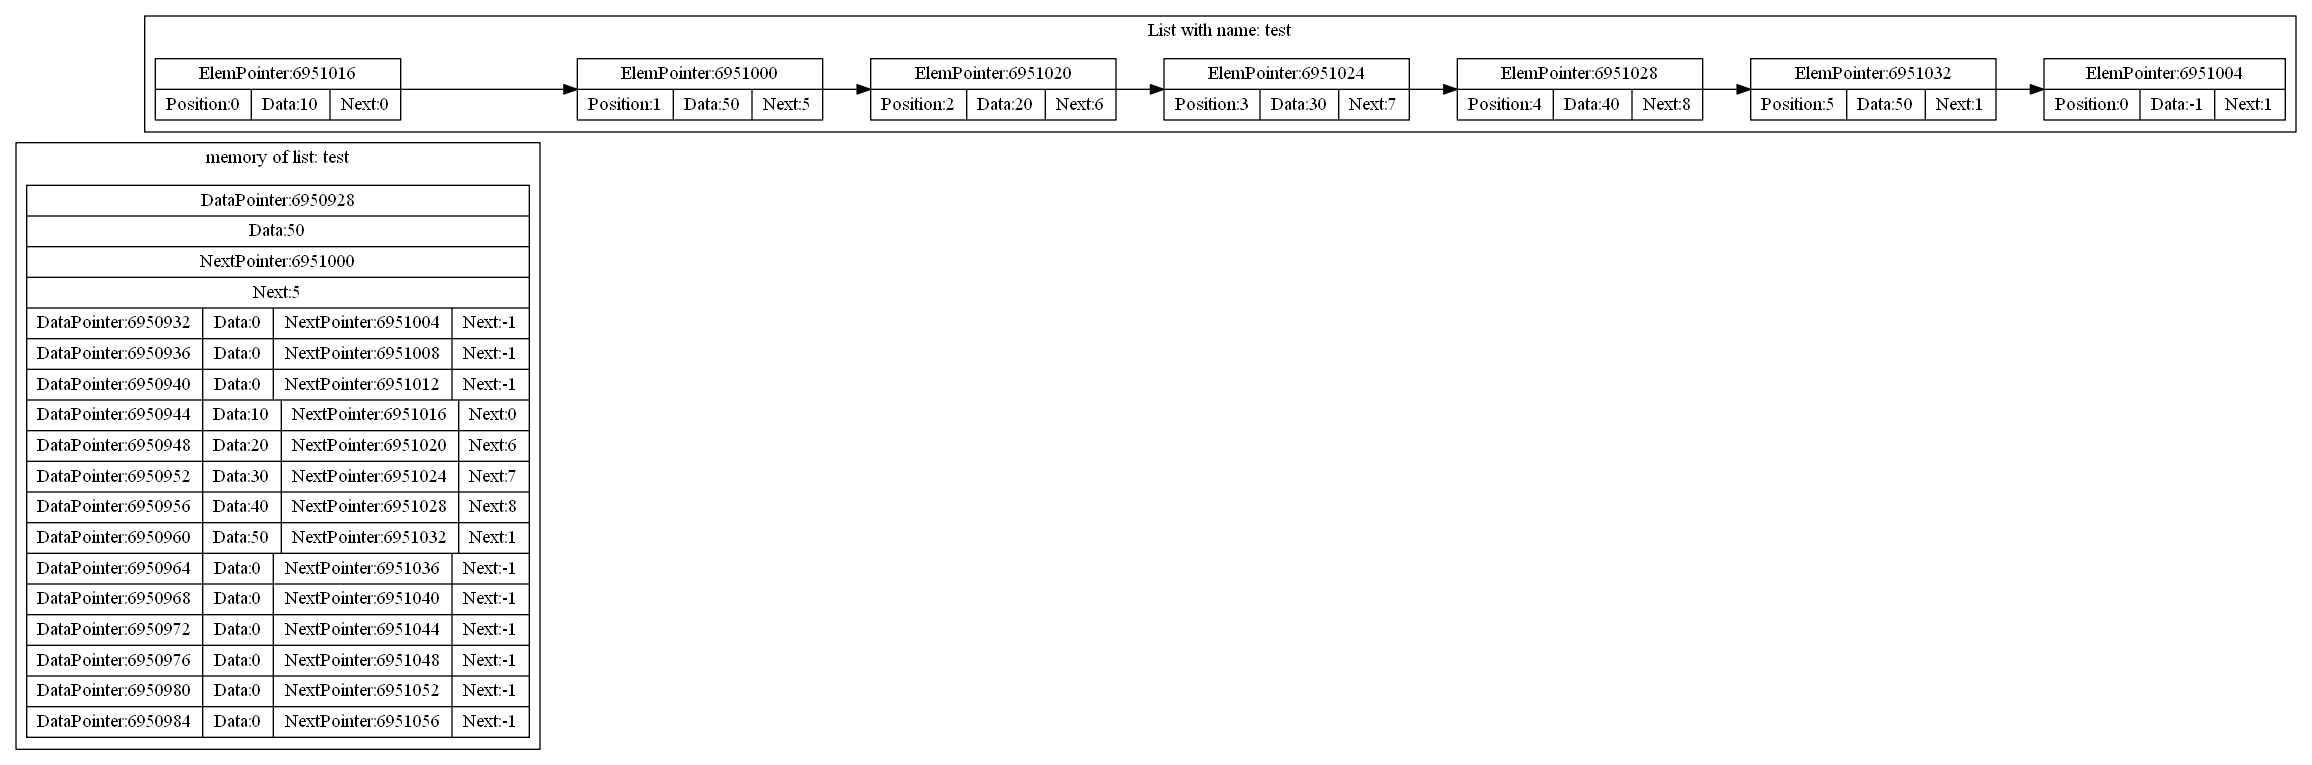 List with name: test
ElemPointer:6951016
Position:0 Data:10 Next:0
ElemPointer:6951000
Position:1 Data:50 Next:5
ElemPointer:6951020
Position:2 Data:20 Next:6
ElemPointer:6951024
Position:3 Data:30 Next:7
ElemPointer:6951028
Position:4 Data:40 Next:8
ElemPointer:6951032
Position:5 Data:50 Next:1
ElemPointer:6951004
Position:0 Data:-1 Next:1
memory of list: test
DataPointer:6950928
Data:50
NextPointer:6951000
Next:5
DataPointer:6950932 Data:0 NextPointer:6951004 Next:-1
DataPointer:6950936 Data:0 NextPointer:6951008 Next:-1
DataPointer:6950940 Data:0 NextPointer:6951012 Next:-1
DataPointer:6950944 Data:10 NextPointer:6951016 Next:0
DataPointer:6950948 Data:20 NextPointer:6951020 Next:6
DataPointer:6950952 Data:30 NextPointer:6951024 Next:7
DataPointer:6950956 Data:40 NextPointer:6951028 Next:8
DataPointer:6950960 Data:50 NextPointer:6951032 Next:1
DataPointer:6950964 Data:0 NextPointer:6951036 Next:-1
DataPointer:6950968 Data:0 NextPointer:6951040 Next:-1
DataPointer:6950972 Data:0 NextPointer:6951044 Next:-1
DataPointer:6950976 Data:0 NextPointer:6951048 Next:-1
DataPointer:6950980 Data:0 NextPointer:6951052 Next:-1
DataPointer:6950984 Data:0 NextPointer:6951056 Next:-1